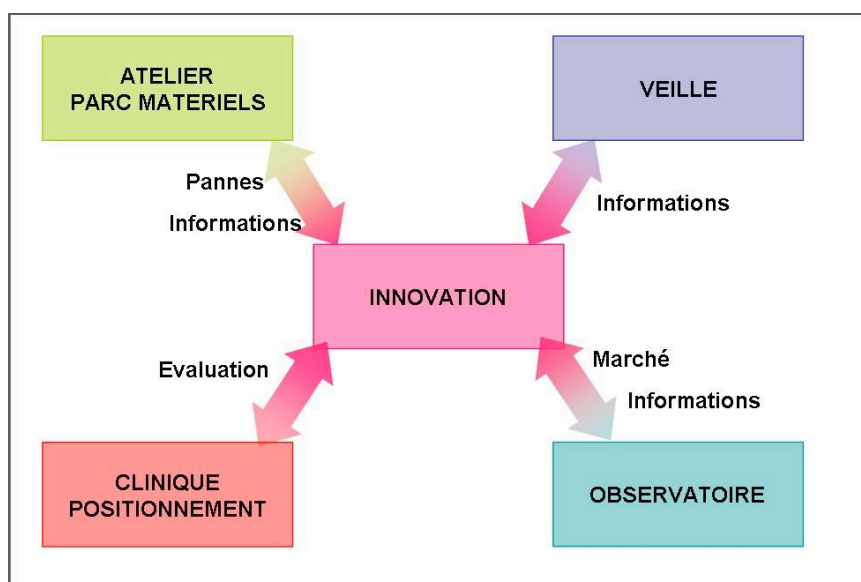 ATELIER
PARC MATERIELS
VEILLE
Pannes
Informations
Informations
INNOVATION
Evaluation
Marché
Informations
CLINIQUE
POSITIONNEMENT
OBSERVATOIRE